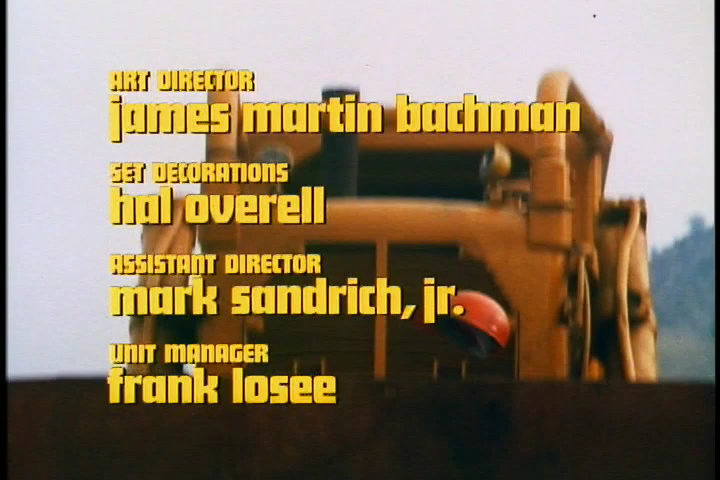 ART DIRECTOR
james martin bachman
SET DECORATIONS
hal overell
ASSISTANT DIRECTOR
mark sandrich, jr.
UNIT MANAGER
frank losee